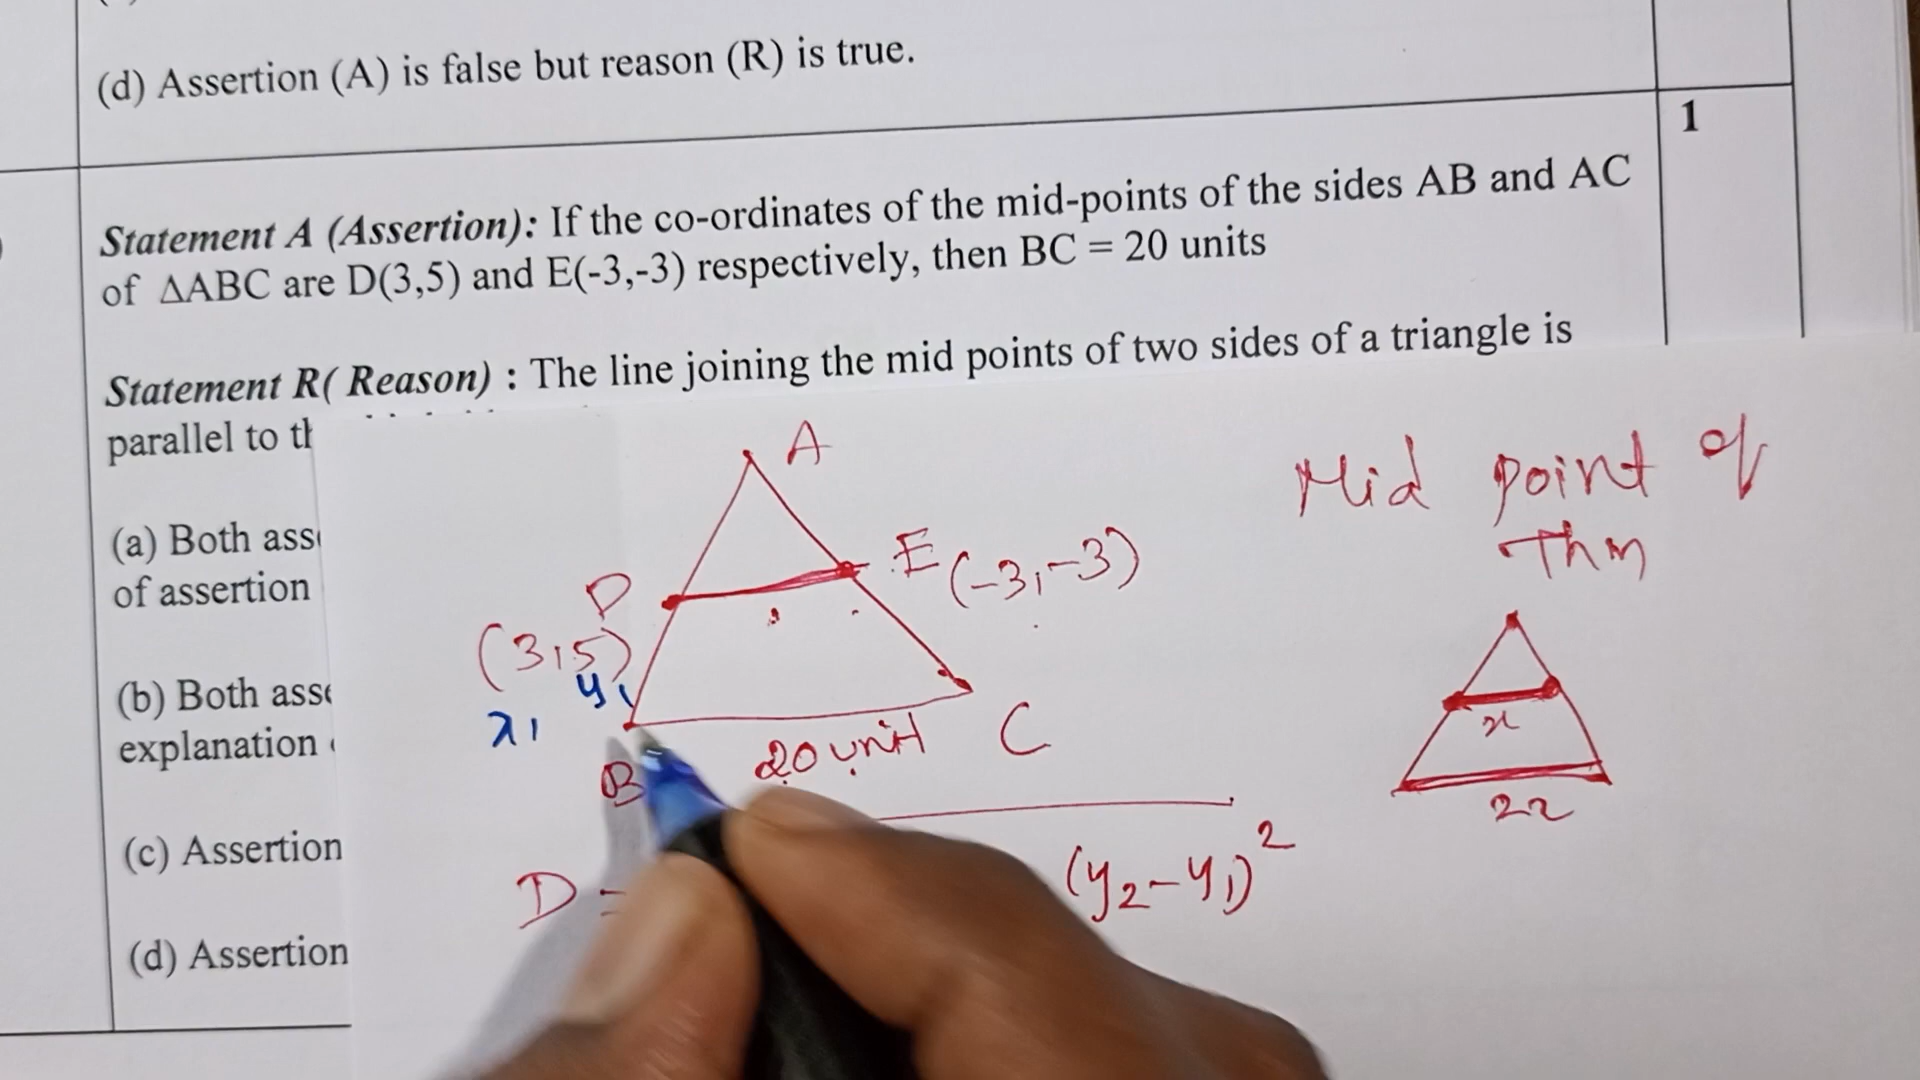 (d) Assertion (A) is false but reason (R) is true.
1
Statement A (Assertion): If the co-ordinates of the mid-points of the sides AB and AC
of ΔABC are D(3,5) and E(-3,-3) respectively, then BC = 20 units
Statement R( Reason) : The line joining the mid points of two sides of a triangle is
parallel to
(a) Both
of assertion
(b) Both
explanation
(c) Assertion
(d) Assertion
A
Mid point of
Thm
E (-3,-3)
D
(3,5)
x1 y1
B
20 unit
C
x
2x
D =
(y2-y1)²